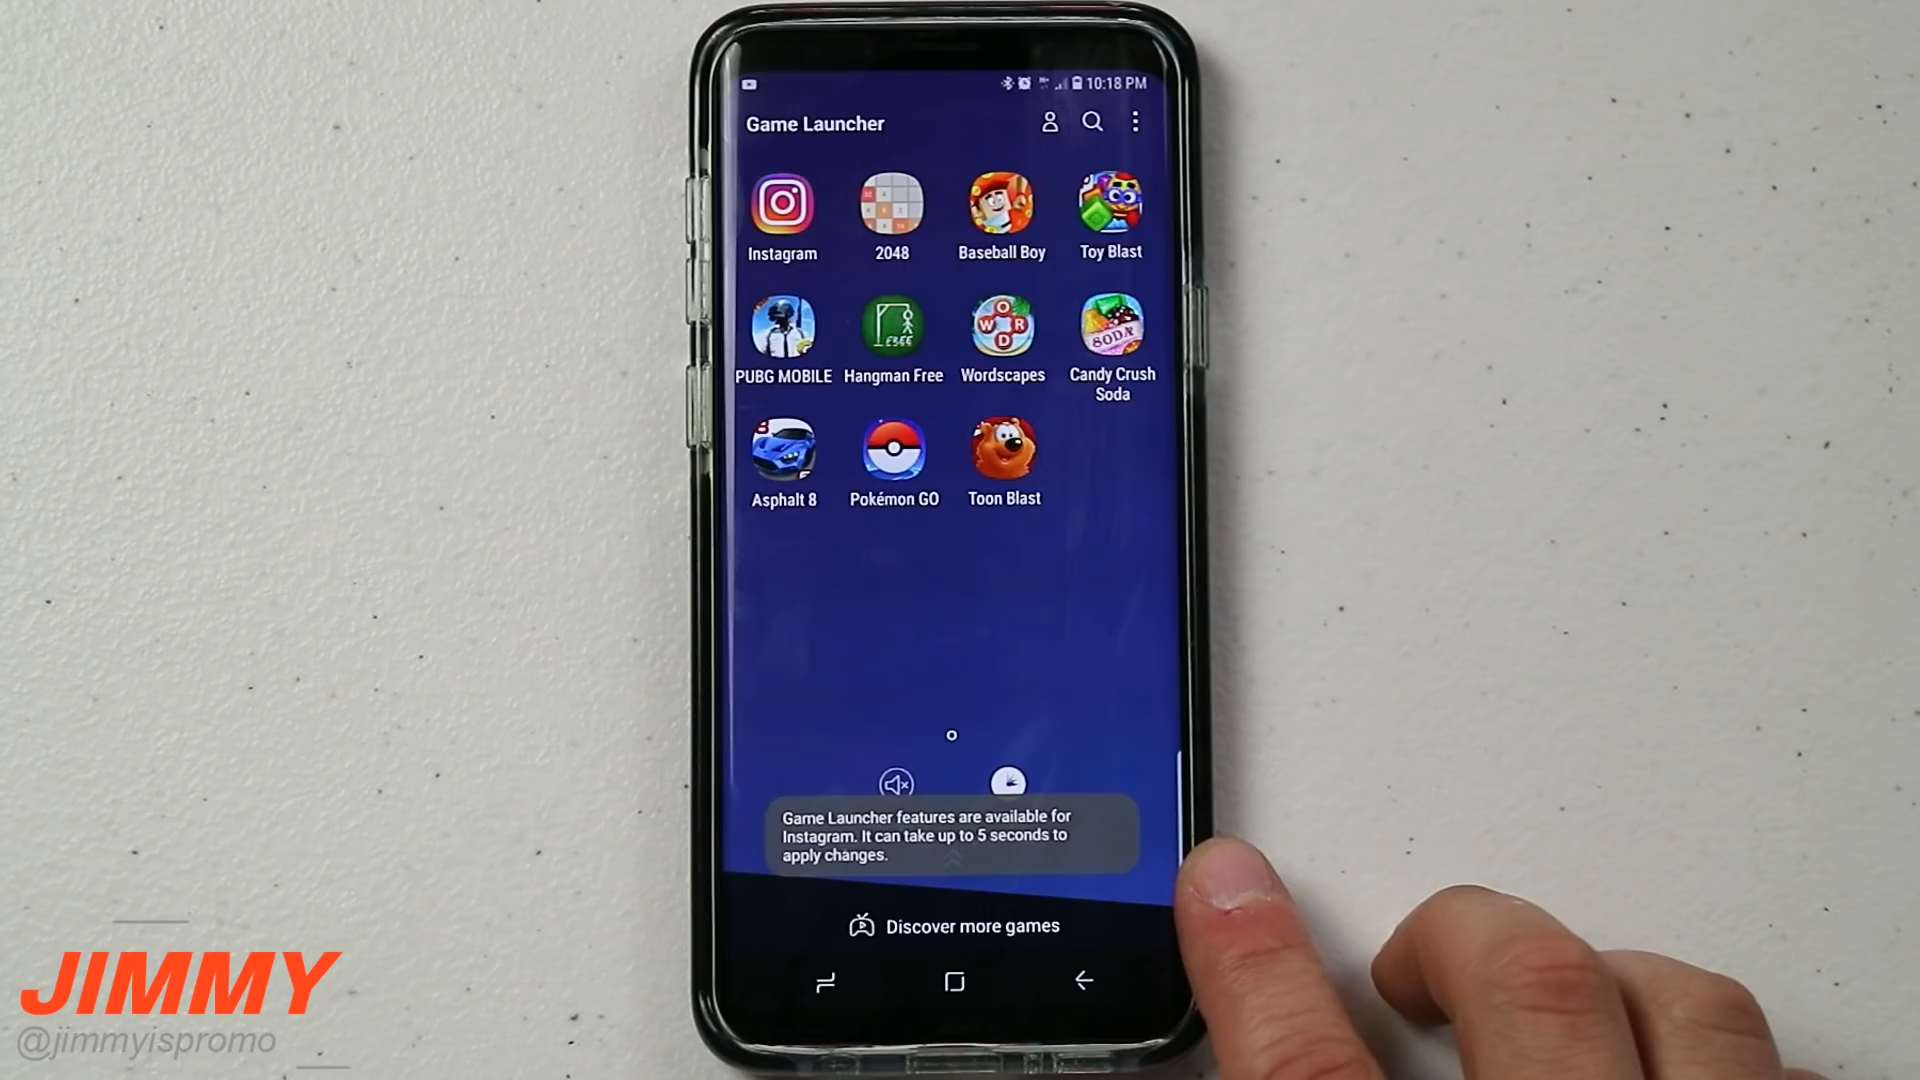 10:18 PM
Game Launcher
Instagram
2048
Baseball Boy
Toy Blast
PUBG MOBILE
Hangman Free
Wordscapes
Candy Crush
Soda
Asphalt 8
Pokémon GO
Toon Blast
FREE
W O R D
SODA
Game Launcher features are available for
Instagram. It can take up to 5 seconds to
apply changes.
Discover more games
JIMMY
@jimmyispromo